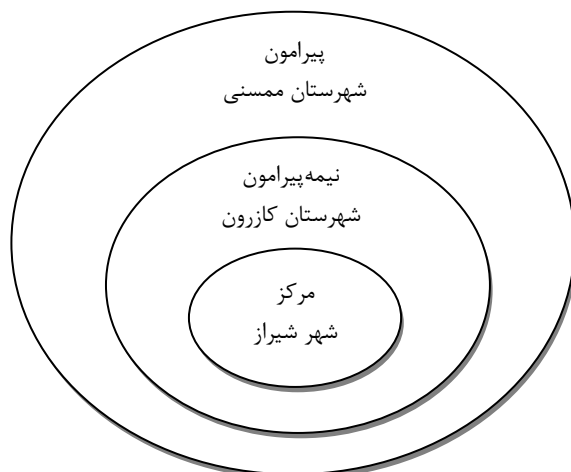 پیرامون
شهرستان ممسنی
نیمه‌پیرامون
شهرستان کازرون
مرکز
شهر شیراز